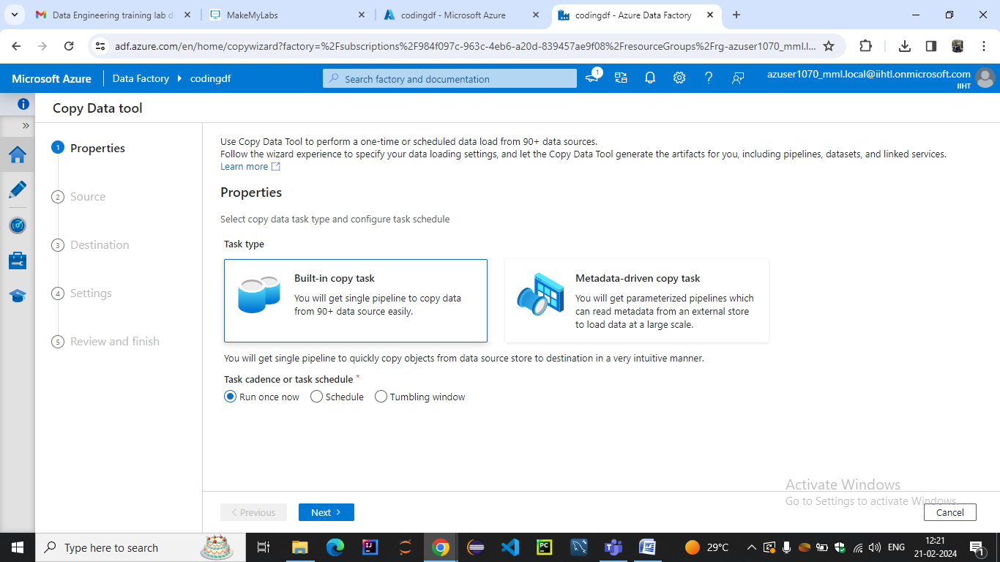 Data Engineering training lab d
MakeMyLabs
codingdf - Microsoft Azure
codingdf - Azure Data Factory
adf.azure.com/en/home/copywizard?factory=%2Fsubscriptions%2F984f097c-963c-4eb6-a20d-839457ae9f08%2FresourceGroups%2Frg-azuser1070_mml.l...
Microsoft Azure
Data Factory
codingdf
Search factory and documentation
1
azuser1070_mml.local@iihtl.onmicrosoft.com
IIHT
Copy Data tool
1 Properties
2 Source
3 Destination
4 Settings
5 Review and finish
Use Copy Data Tool to perform a one-time or scheduled data load from 90+ data sources.
Follow the wizard experience to specify your data loading settings, and let the Copy Data Tool generate the artifacts for you, including pipelines, datasets, and linked services.
Learn more
Properties
Select copy data task type and configure task schedule
Task type
Built-in copy task
You will get single pipeline to copy data
from 90+ data source easily.
Metadata-driven copy task
You will get parameterized pipelines which
can read metadata from an external store
to load data at a large scale.
You will get single pipeline to quickly copy objects from data source store to destination in a very intuitive manner.
Task cadence or task schedule *
Run once now
Schedule
Tumbling window
Activate Windows
Go to Settings to activate Windows.
< Previous
Next >
Cancel
Type here to search
29°C
ENG
12:21
21-02-2024
1